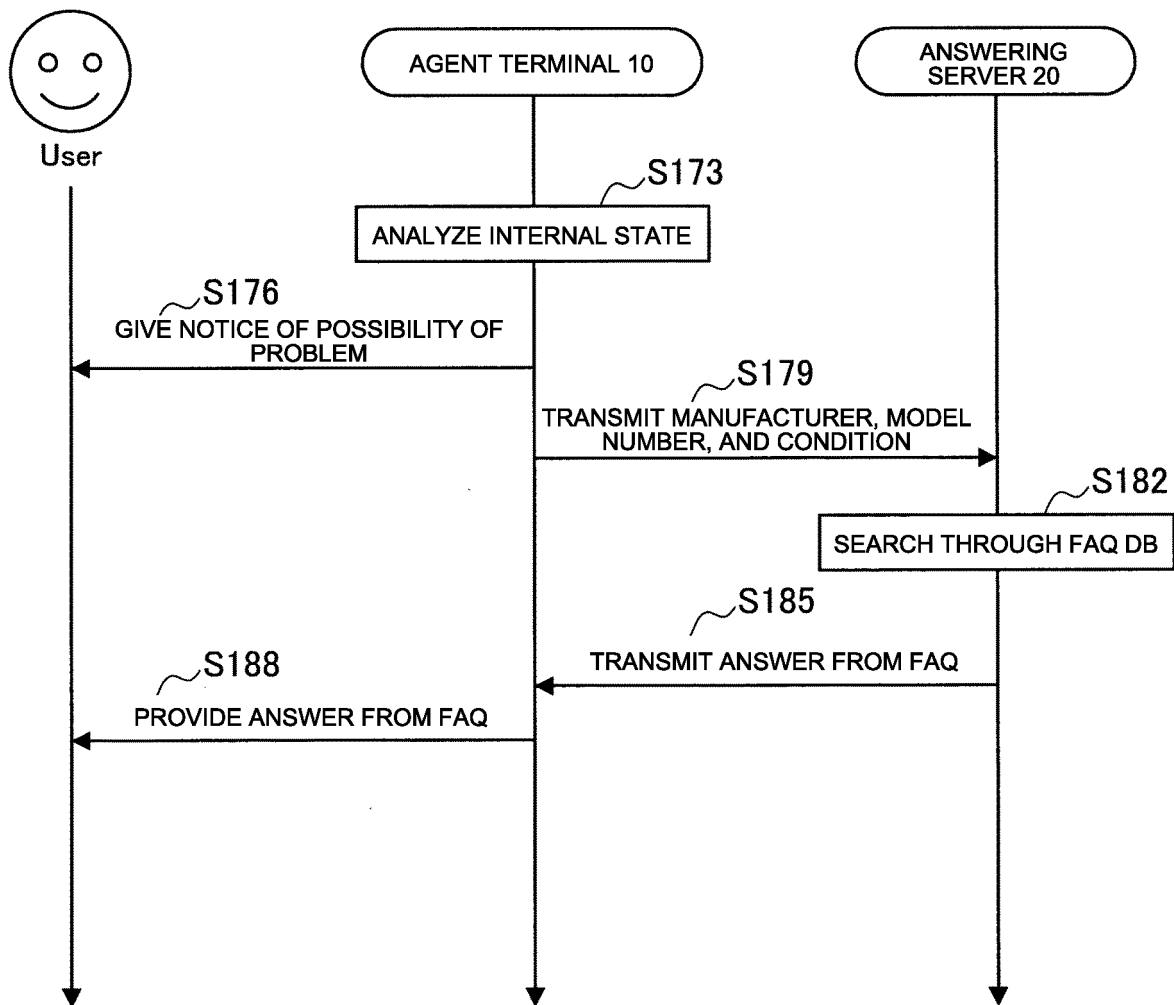 User
AGENT TERMINAL 10
ANSWERING
SERVER 20
S173
ANALYZE INTERNAL STATE
S176
GIVE NOTICE OF POSSIBILITY OF
PROBLEM
S179
TRANSMIT MANUFACTURER, MODEL
NUMBER, AND CONDITION
S182
SEARCH THROUGH FAQ DB
S185
TRANSMIT ANSWER FROM FAQ
S188
PROVIDE ANSWER FROM FAQ